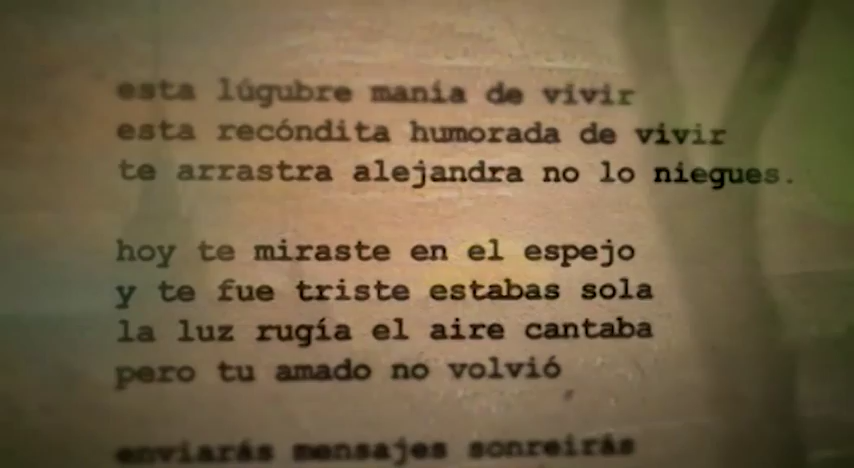 esta lúgubre manía de vivir
esta recóndita humorada de vivir
te arrastra alejandra no lo niegues.
hoy te miraste en el espejo
y te fue triste estabas sola
la luz rugía el aire cantaba
pero tu amado no volvió
enviarás mensajes sonreirás